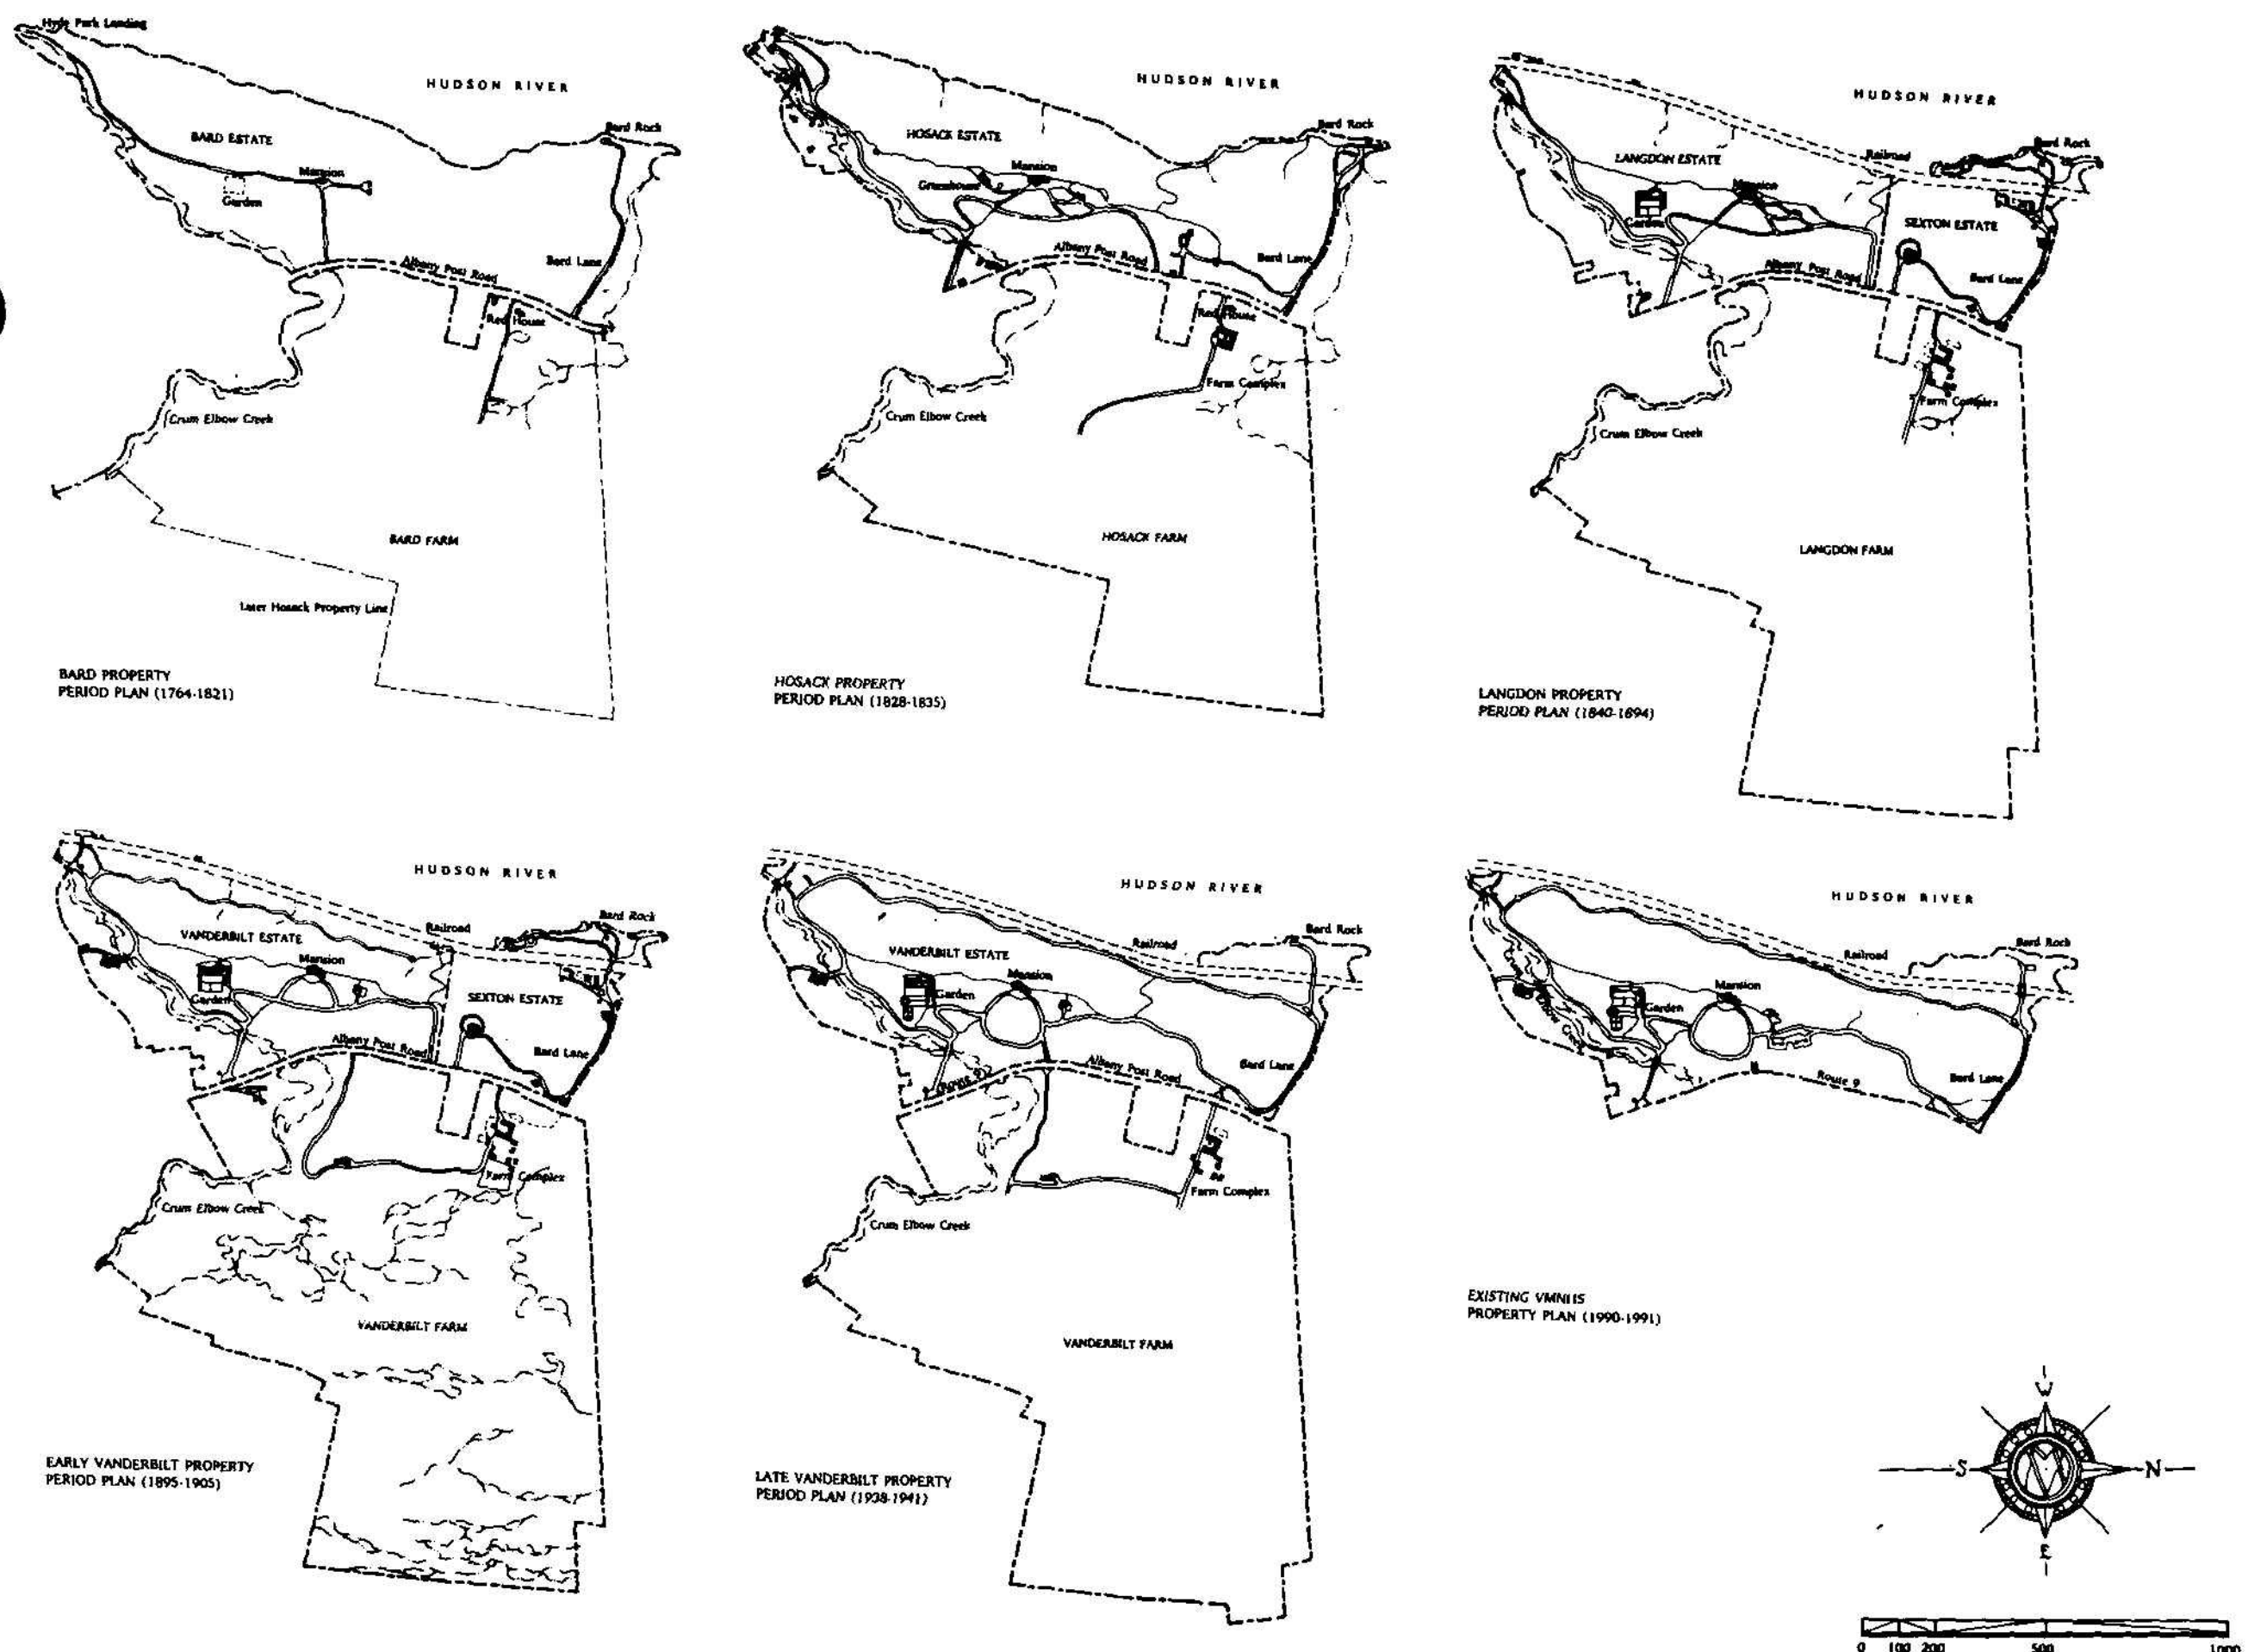 Hyde Park Landing
HUDSON RIVER
BARD ESTATE
Bard Rock
Mansion
Garden
Albany Post Road
Bard Lane
Red House
Crum Elbow Creek
BARD FARM
Later Hosack Property Line
BARD PROPERTY
PERIOD PLAN (1764-1821)
HUDSON RIVER
HOSACK ESTATE
Bard Rock
Mansion
Greenhouse
Albany Post Road
Bard Lane
Red House
Farm Complex
Crum Elbow Creek
HOSACK FARM
HOSACK PROPERTY
PERIOD PLAN (1828-1835)
HUDSON RIVER
LANGDON ESTATE
Railroad
Bard Rock
Mansion
Garden
SEXTON ESTATE
Albany Post Road
Bard Lane
Farm Complex
Crum Elbow Creek
LANGDON FARM
LANGDON PROPERTY
PERIOD PLAN (1840-1894)
HUDSON RIVER
VANDERBILT ESTATE
Railroad
Bard Rock
Mansion
Garden
SEXTON ESTATE
Albany Post Road
Bard Lane
Farm Complex
Crum Elbow Creek
VANDERBILT FARM
EARLY VANDERBILT PROPERTY
PERIOD PLAN (1895-1905)
HUDSON RIVER
VANDERBILT ESTATE
Railroad
Bard Rock
Mansion
Garden
(Route 9)
Albany Post Road
Bard Lane
Farm Complex
Crum Elbow Creek
VANDERBILT FARM
LATE VANDERBILT PROPERTY
PERIOD PLAN (1938-1941)
HUDSON RIVER
Railroad
Bard Rock
Mansion
Garden
Route 9
Bard Lane
EXISTING VMNHS
PROPERTY PLAN (1990-1991)
W
S
N
E
0 100 200 500 1000